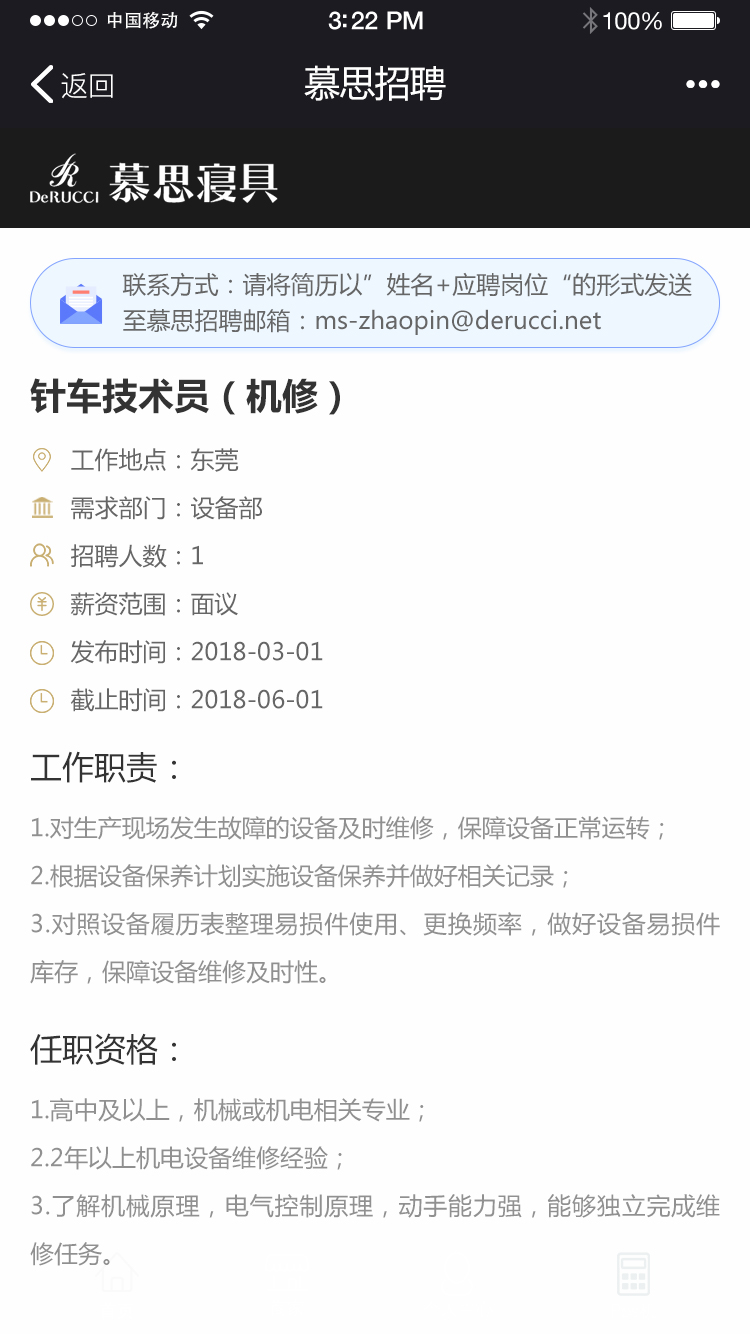 中国移动 3:22 PM 100%
返回 慕思招聘
DeRUCCI 慕思寝具
联系方式：请将简历以”姓名+应聘岗位“的形式发送
至慕思招聘邮箱：ms-zhaopin@derucci.net
针车技术员（机修）
工作地点：东莞
需求部门：设备部
招聘人数：1
薪资范围：面议
发布时间：2018-03-01
截止时间：2018-06-01
工作职责：
1.对生产现场发生故障的设备及时维修，保障设备正常运转；
2.根据设备保养计划实施设备保养并做好相关记录；
3.对照设备履历表整理易损件使用、更换频率，做好设备易损件
库存，保障设备维修及时性。
任职资格：
1.高中及以上，机械或机电相关专业；
2.2年以上机电设备维修经验；
3.了解机械原理，电气控制原理，动手能力强，能够独立完成维
修任务。